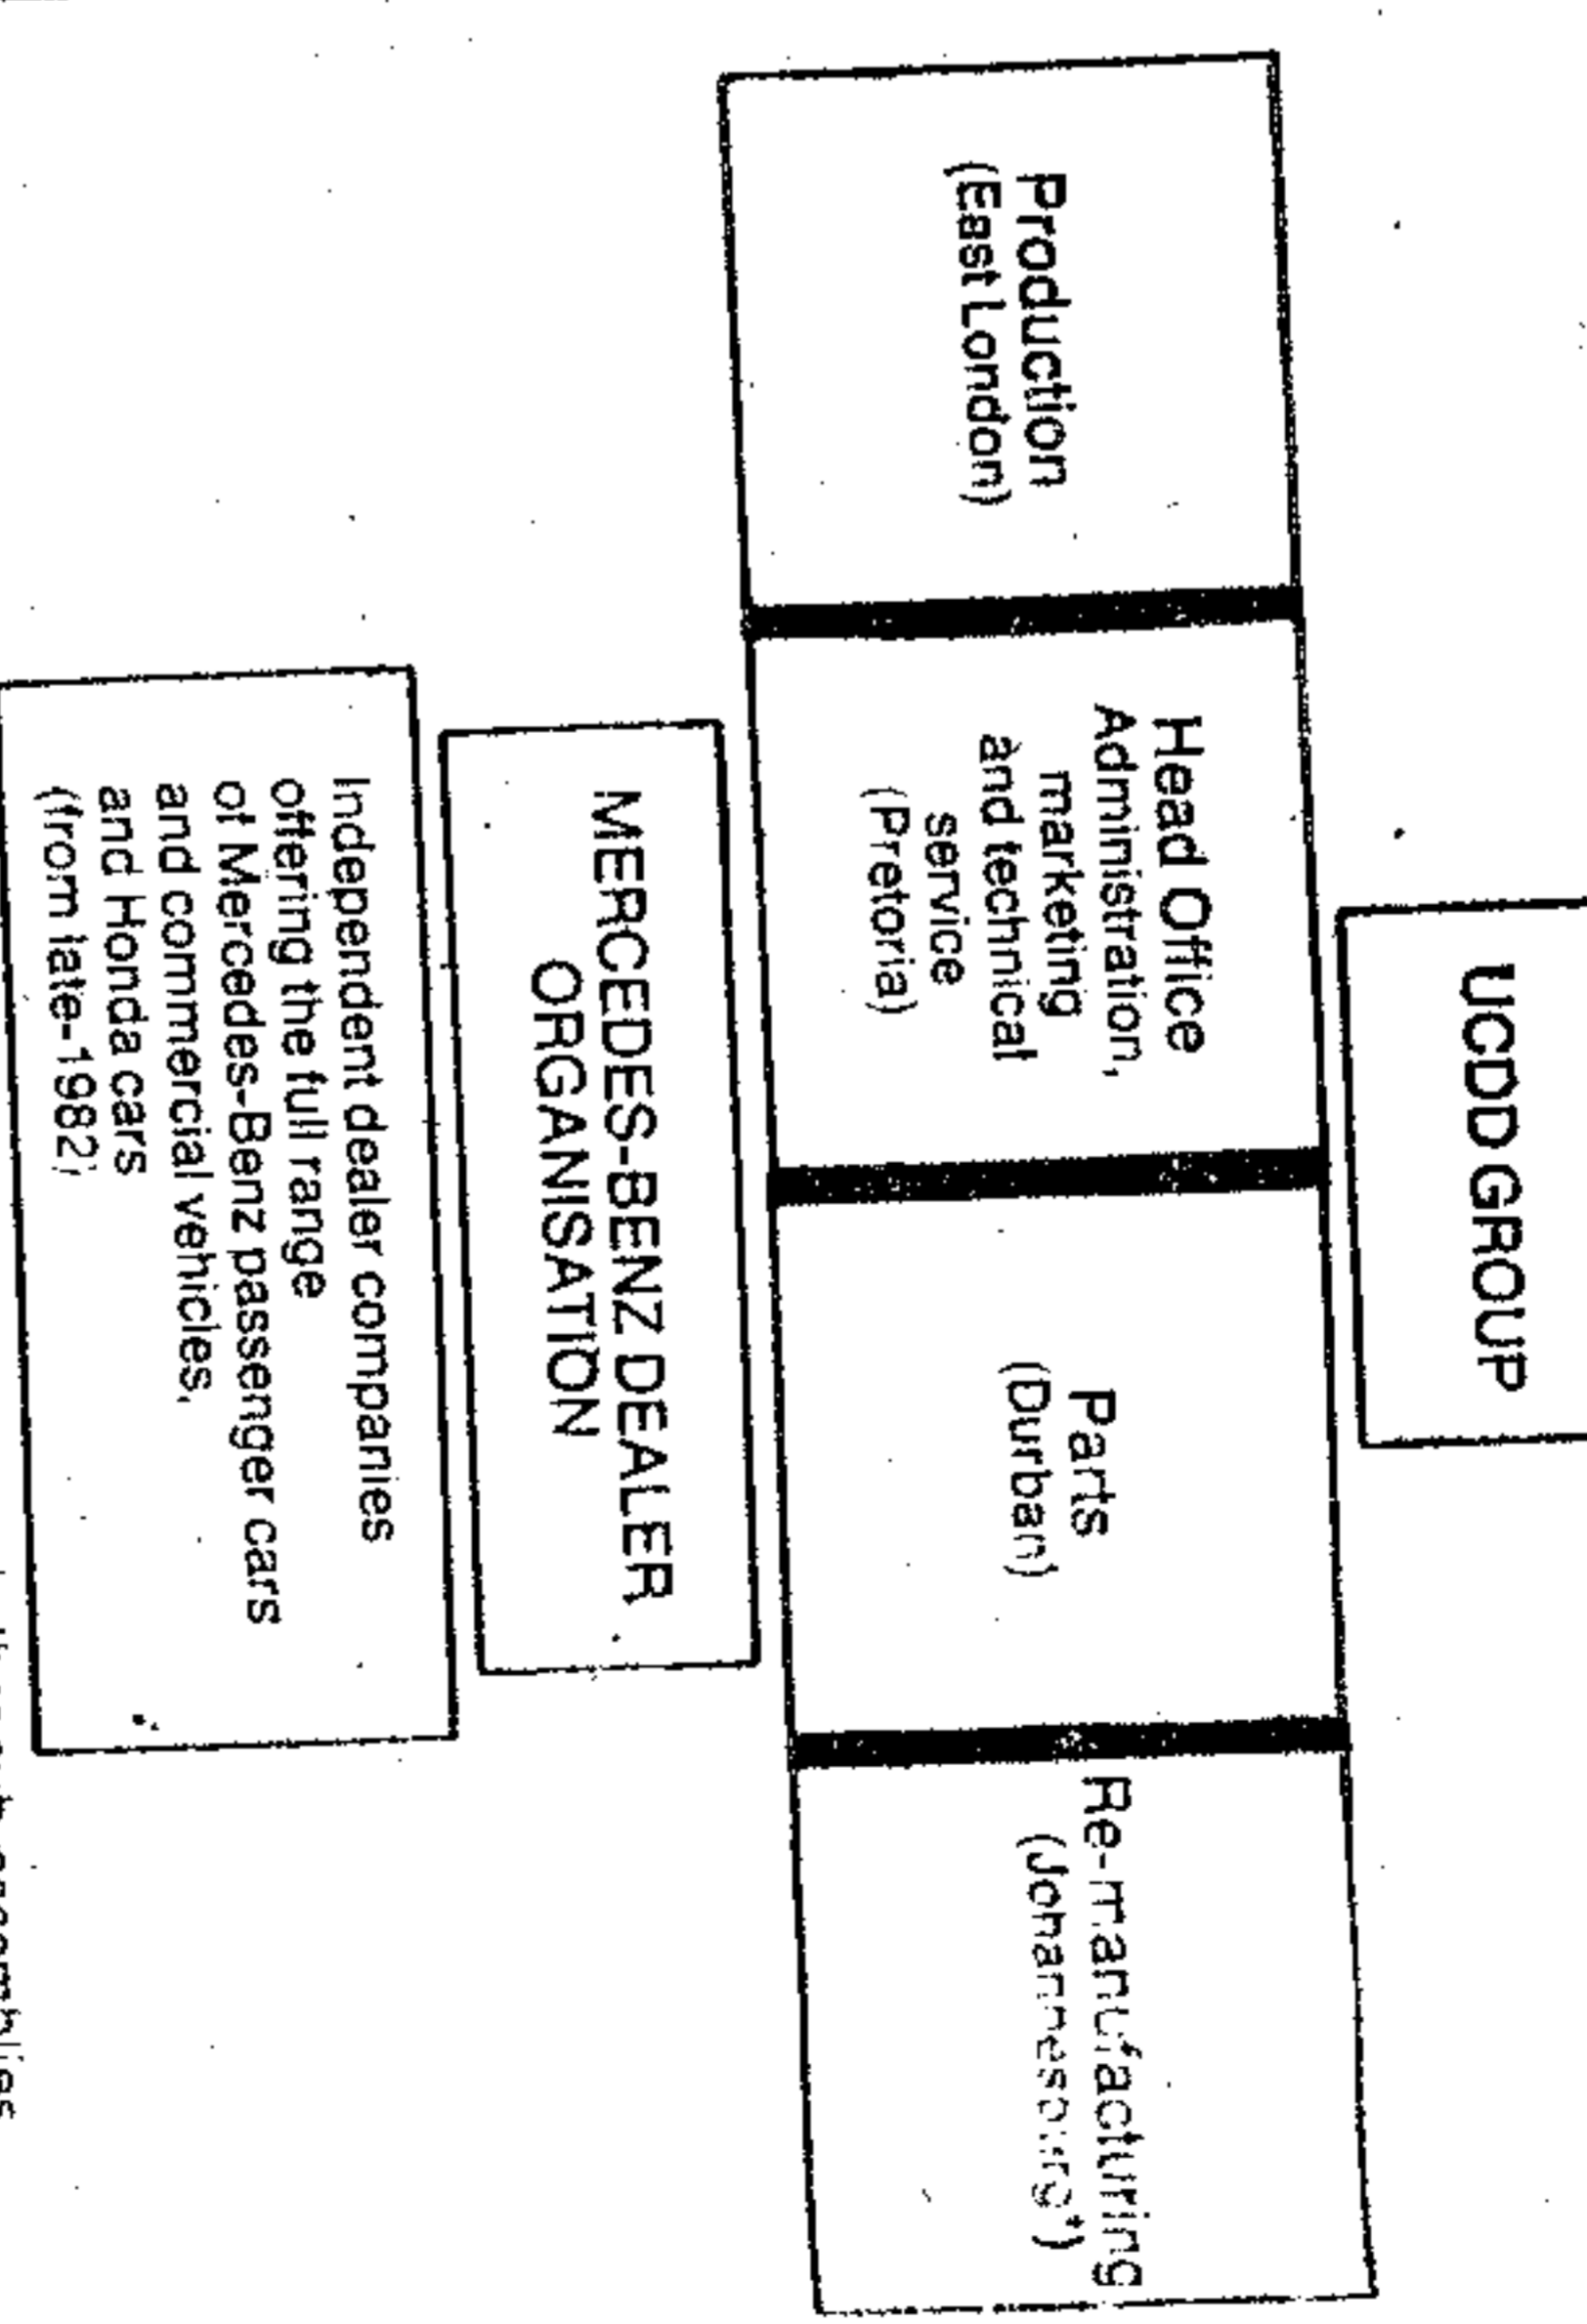 UCDD GROUP
Production
(East London)
Head Office
Administration,
marketing
and technical
service
(Pretoria)
Parts
(Durban)
Re-manufacturing
(Johannesburg*)
MERCEDES-BENZ DEALER
ORGANISATION
Independent dealer companies
offering the full range
of Mercedes-Benz passenger cars
and commercial vehicles,
and Honda cars
(from late-1982)
assemblies